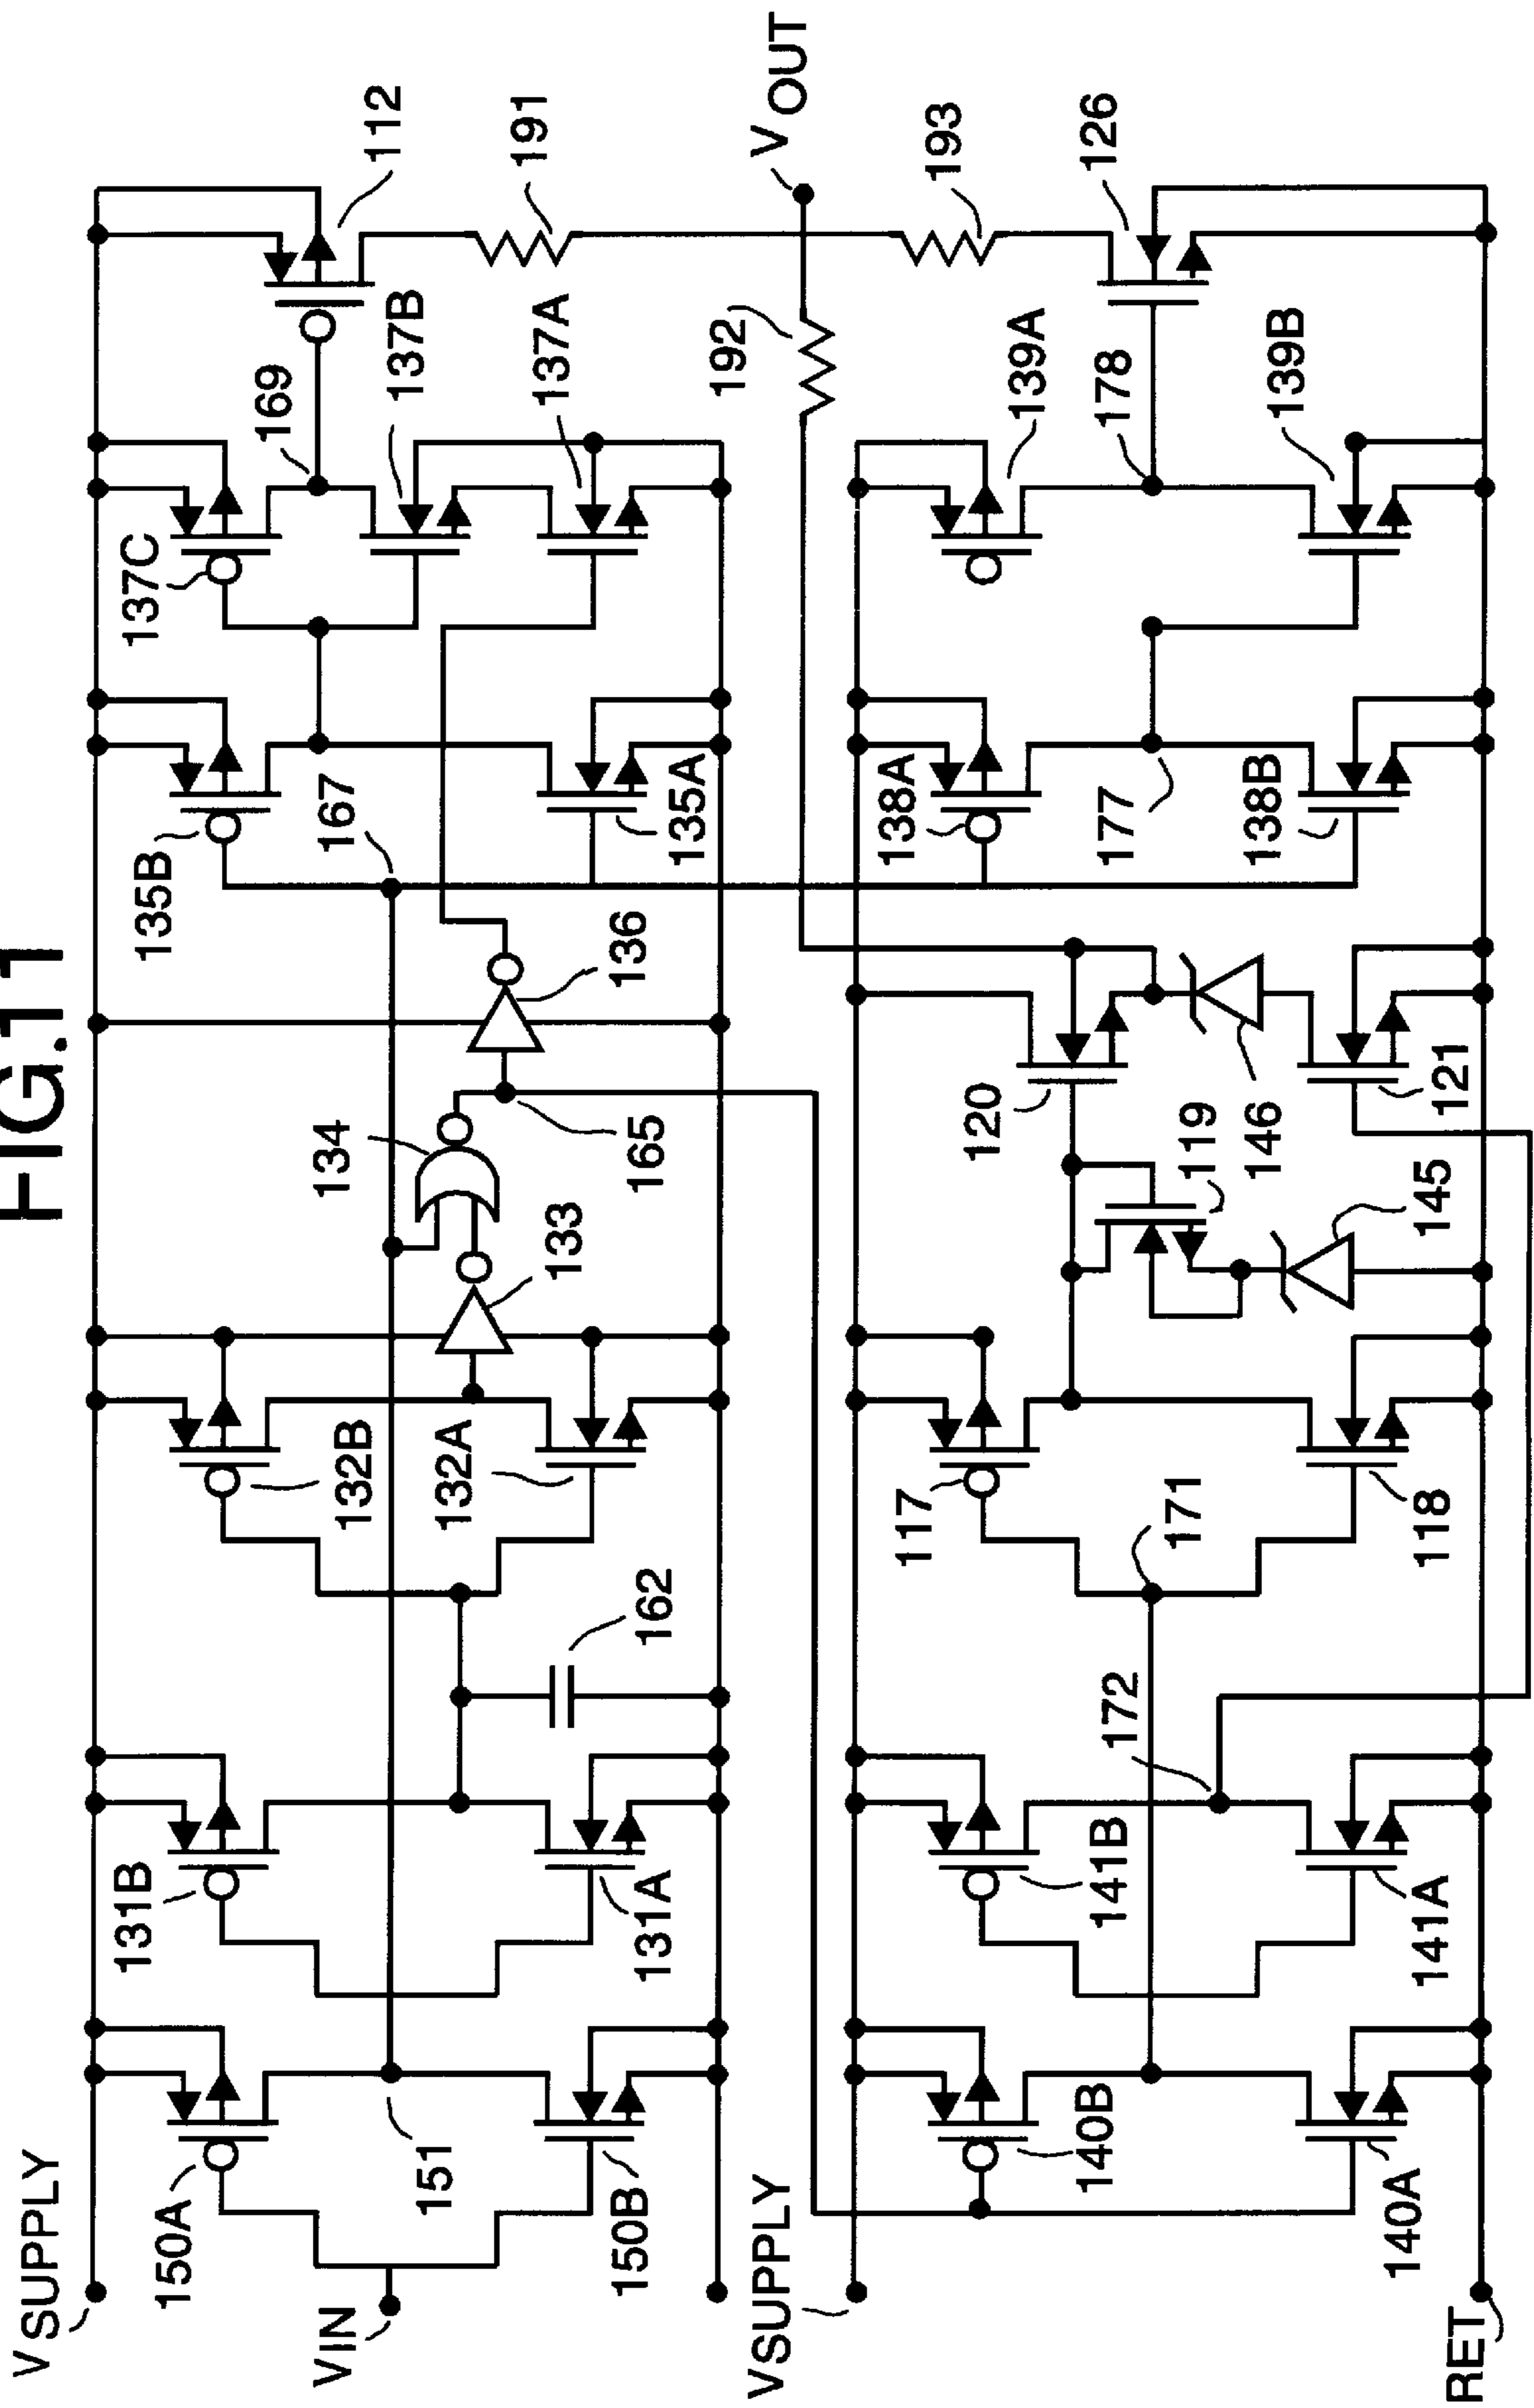 FIG.11
VSUPPLY
150A
VIN
150B
151
131B
131A
162
132B
132A
133
134
165
136
135B
167
135A
137C
169
137B
137A
112
191
VOUT
192
193
VSUPPLY
RET
140B
140A
141B
141A
172
171
117
118
119
120
145
146
121
138A
177
138B
139A
178
139B
126